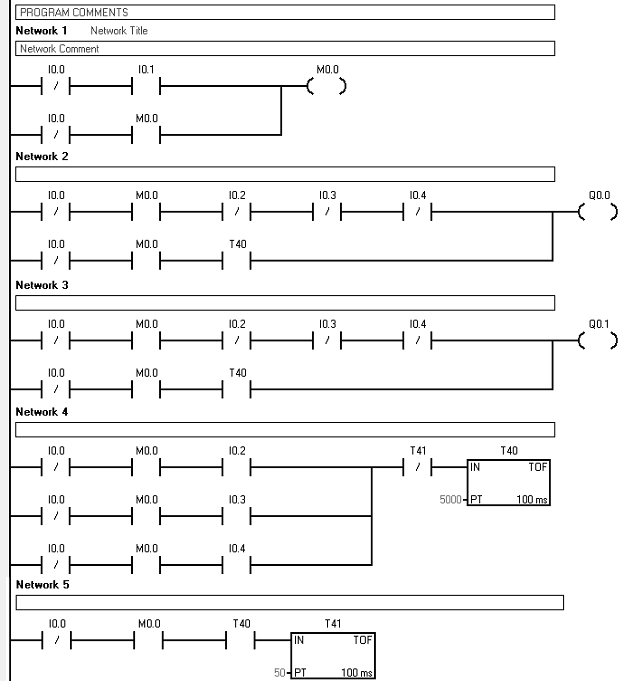 PROGRAM COMMENTS
Network 1 Network Title
Network Comment
I0.0 I0.1 M0.0
I0.0 M0.0
Network 2
I0.0 M0.0 I0.2 I0.3 I0.4 Q0.0
I0.0 M0.0 T40
Network 3
I0.0 M0.0 I0.2 I0.3 I0.4 Q0.1
I0.0 M0.0 T40
Network 4
I0.0 M0.0 I0.2 T41 T40
IN TOF
I0.0 M0.0 I0.3
5000 PT 100 ms
I0.0 M0.0 I0.4
Network 5
I0.0 M0.0 T40 T41
IN TOF
50 PT 100 ms